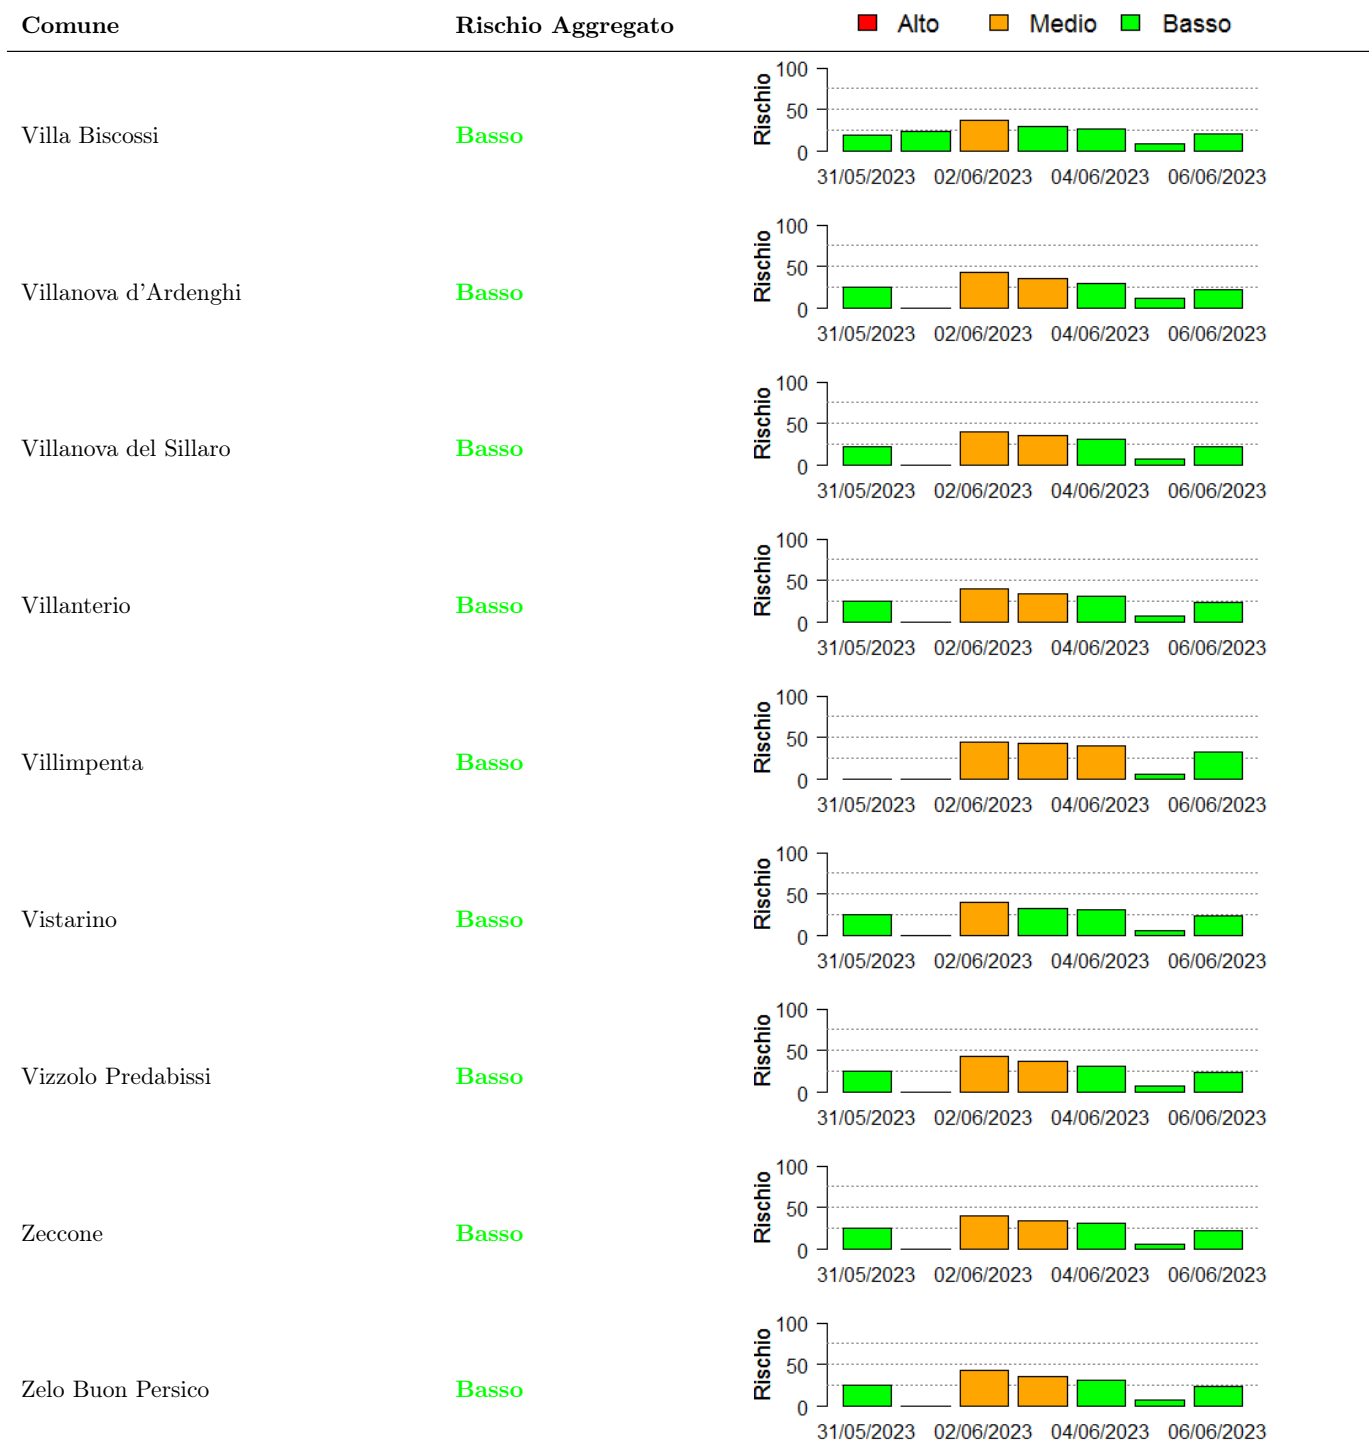 Comune Rischio Aggregato Alto Medio Basso
Villa Biscossi Basso
Rischio
100
50
0
31/05/2023 02/06/2023 04/06/2023 06/06/2023
Villanova d'Ardenghi Basso
Rischio
100
50
0
31/05/2023 02/06/2023 04/06/2023 06/06/2023
Villanova del Sillaro Basso
Rischio
100
50
0
31/05/2023 02/06/2023 04/06/2023 06/06/2023
Villanterio Basso
Rischio
100
50
0
31/05/2023 02/06/2023 04/06/2023 06/06/2023
Villimpenta Basso
Rischio
100
50
0
31/05/2023 02/06/2023 04/06/2023 06/06/2023
Vistarino Basso
Rischio
100
50
0
31/05/2023 02/06/2023 04/06/2023 06/06/2023
Vizzolo Predabissi Basso
Rischio
100
50
0
31/05/2023 02/06/2023 04/06/2023 06/06/2023
Zeccone Basso
Rischio
100
50
0
31/05/2023 02/06/2023 04/06/2023 06/06/2023
Zelo Buon Persico Basso
Rischio
100
50
0
31/05/2023 02/06/2023 04/06/2023 06/06/2023